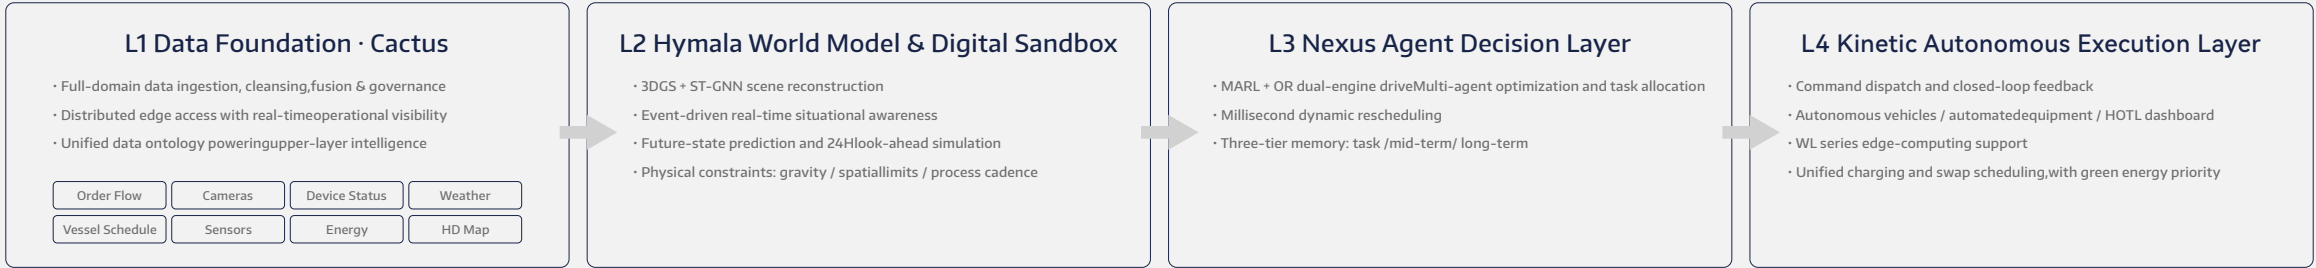 L1 Data Foundation · Cactus
· Full-domain data ingestion, cleansing,fusion & governance
· Distributed edge access with real-timeoperational visibility
· Unified data ontology poweringupper-layer intelligence
Order Flow
Cameras
Device Status
Weather
Vessel Schedule
Sensors
Energy
HD Map
L2 Hymala World Model & Digital Sandbox
· 3DGS + ST-GNN scene reconstruction
· Event-driven real-time situational awareness
· Future-state prediction and 24Hlook-ahead simulation
· Physical constraints: gravity / spatiallimits / process cadence
L3 Nexus Agent Decision Layer
· MARL + OR dual-engine driveMulti-agent optimization and task allocation
· Millisecond dynamic rescheduling
· Three-tier memory: task /mid-term/ long-term
L4 Kinetic Autonomous Execution Layer
· Command dispatch and closed-loop feedback
· Autonomous vehicles / automatedequipment / HOTL dashboard
· WL series edge-computing support
· Unified charging and swap scheduling,with green energy priority